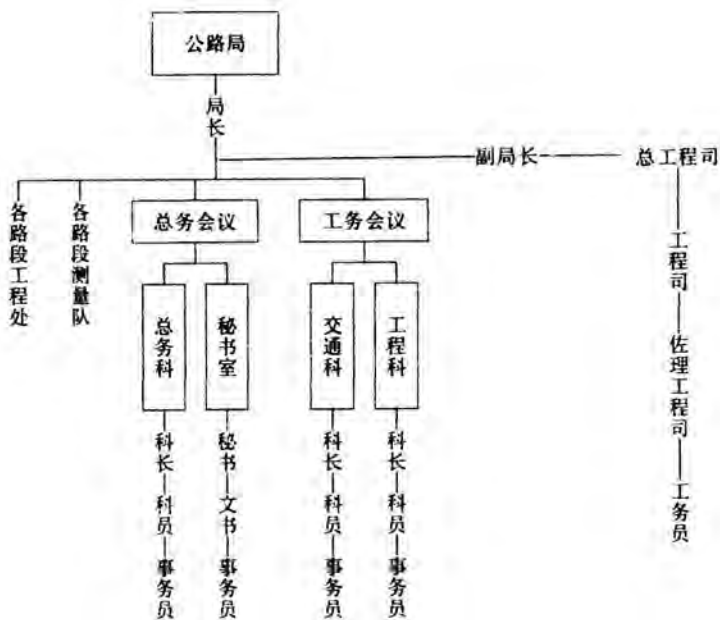 公路局
局长
副局长
总工程司
各路段工程处
各路段测量队
总务会议
工务会议
总务科
秘书室
交通科
工程科
科长
科员
事务员
秘书
文书
事务员
科长
科员
事务员
科长
科员
事务员
工程司
佐理工程司
工务员